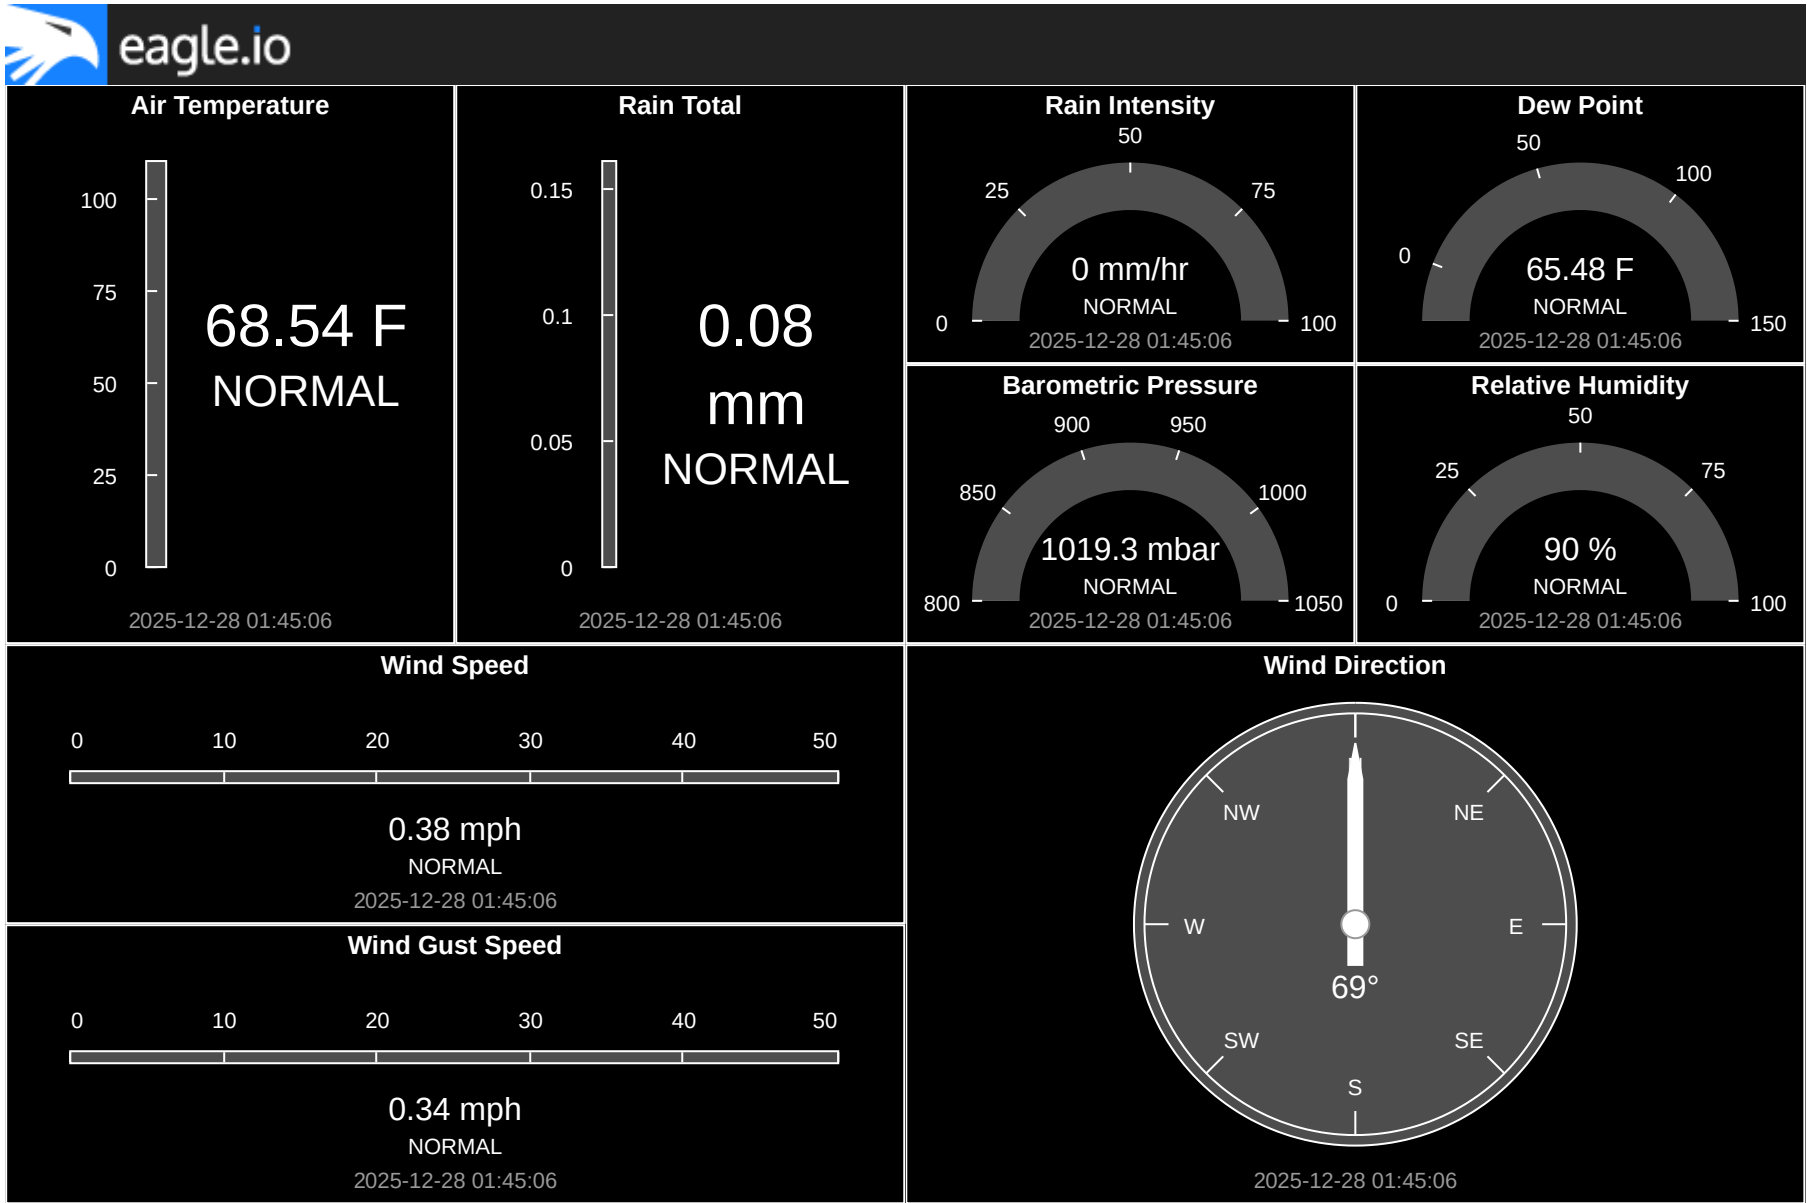 eagle.io
Air Temperature
100
75
50
25
0
68.54 F
NORMAL
2025-12-28 01:45:06
Rain Total
0.15
0.1
0.05
0
0.08
mm
NORMAL
2025-12-28 01:45:06
Rain Intensity
0
25
50
75
100
0 mm/hr
NORMAL
2025-12-28 01:45:06
Dew Point
0
50
100
150
65.48 F
NORMAL
2025-12-28 01:45:06
Barometric Pressure
800
850
900
950
1000
1050
1019.3 mbar
NORMAL
2025-12-28 01:45:06
Relative Humidity
0
25
50
75
100
90 %
NORMAL
2025-12-28 01:45:06
Wind Speed
0 10 20 30 40 50
0.38 mph
NORMAL
2025-12-28 01:45:06
Wind Gust Speed
0 10 20 30 40 50
0.34 mph
NORMAL
2025-12-28 01:45:06
Wind Direction
NW NE
W E
69°
SW SE
S
2025-12-28 01:45:06